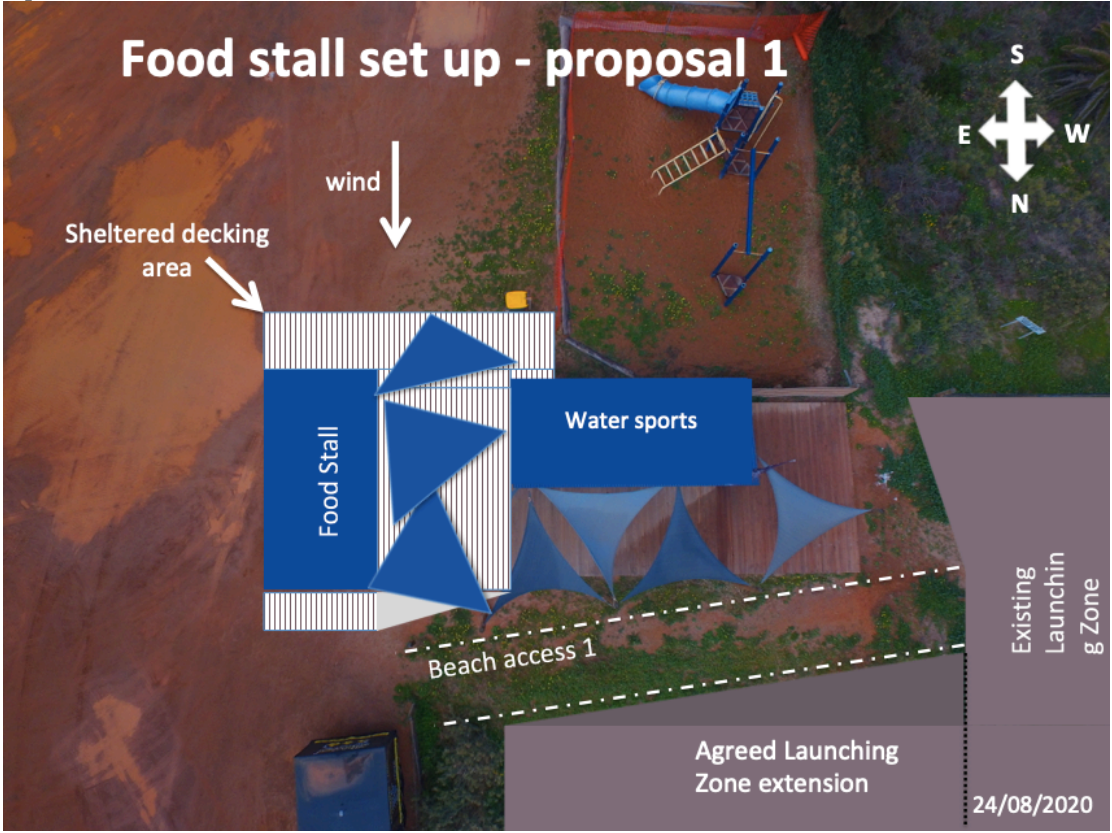 Food stall set up - proposal 1
S
E
W
N
wind
Sheltered decking
area
Water sports
Food Stall
Existing
Launchin
g Zone
Beach access 1
Agreed Launching
Zone extension
24/08/2020